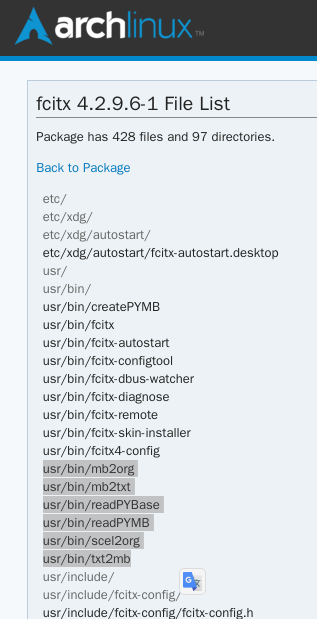 archlinux™
fcitx 4.2.9.6-1 File List
Package has 428 files and 97 directories.
Back to Package
etc/
etc/xdg/
etc/xdg/autostart/
etc/xdg/autostart/fcitx-autostart.desktop
usr/
usr/bin/
usr/bin/createPYMB
usr/bin/fcitx
usr/bin/fcitx-autostart
usr/bin/fcitx-configtool
usr/bin/fcitx-dbus-watcher
usr/bin/fcitx-diagnose
usr/bin/fcitx-remote
usr/bin/fcitx-skin-installer
usr/bin/fcitx4-config
usr/bin/mb2org
usr/bin/mb2txt
usr/bin/readPYBase
usr/bin/readPYMB
usr/bin/scel2org
usr/bin/txt2mb
usr/include/
usr/include/fcitx-config/
usr/include/fcitx-config/fcitx-config.h